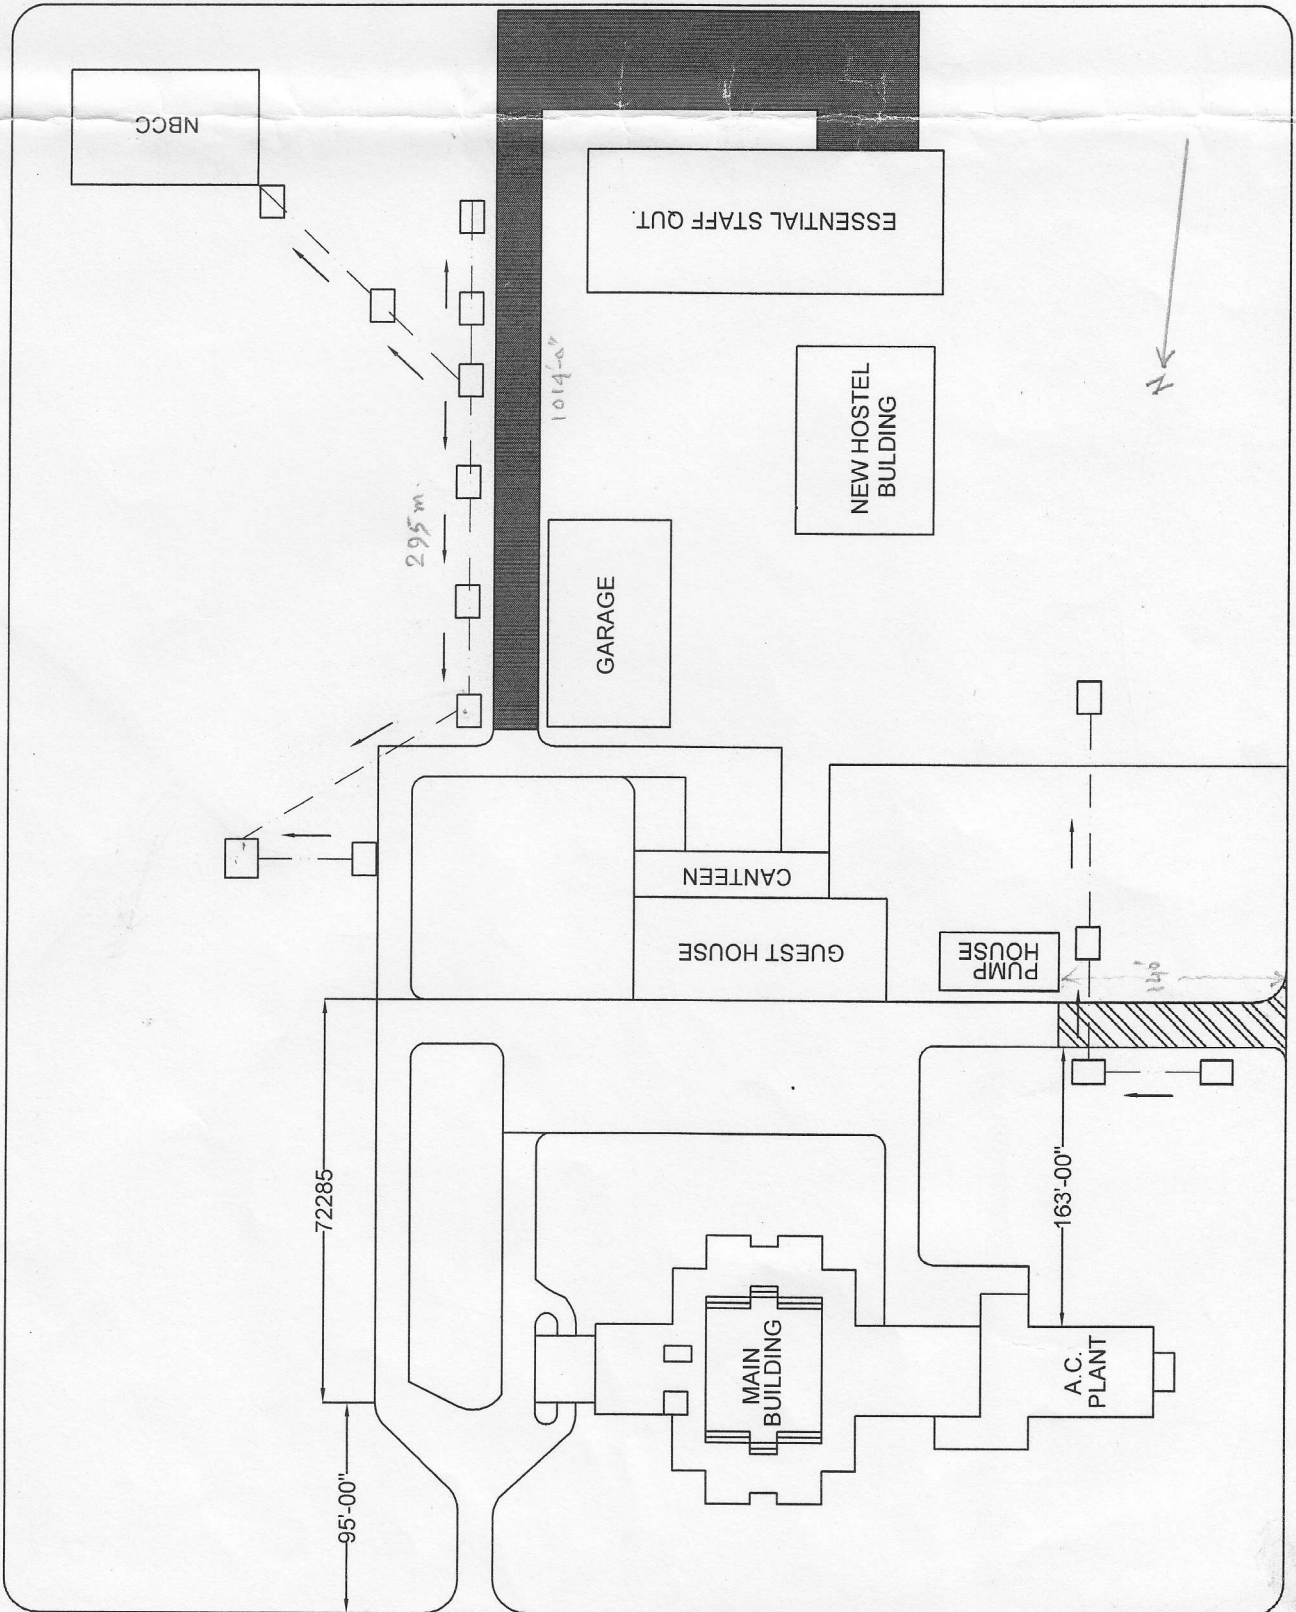 NBCC
ESSENTIAL STAFF QUT.
1014'-0"
295 m.
N
NEW HOSTEL
BULDING
GARAGE
CANTEEN
GUEST HOUSE
PUMP
HOUSE
72285
163'-00"
MAIN
BUILDING
A.C.
PLANT
95'-00"